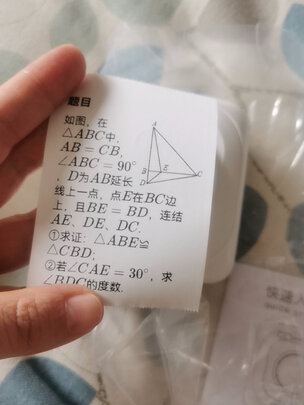 题目
如图，在
△ABC中，
AB = CB，
∠ABC = 90°
，D为AB延长
线上一点，点E在BC边
上，且BE = BD，连结
AE、DE、DC.
①求证：△ABE≌
△CBD；
②若∠CAE = 30°，求
∠BDC的度数.
A
B
E
C
D
快速